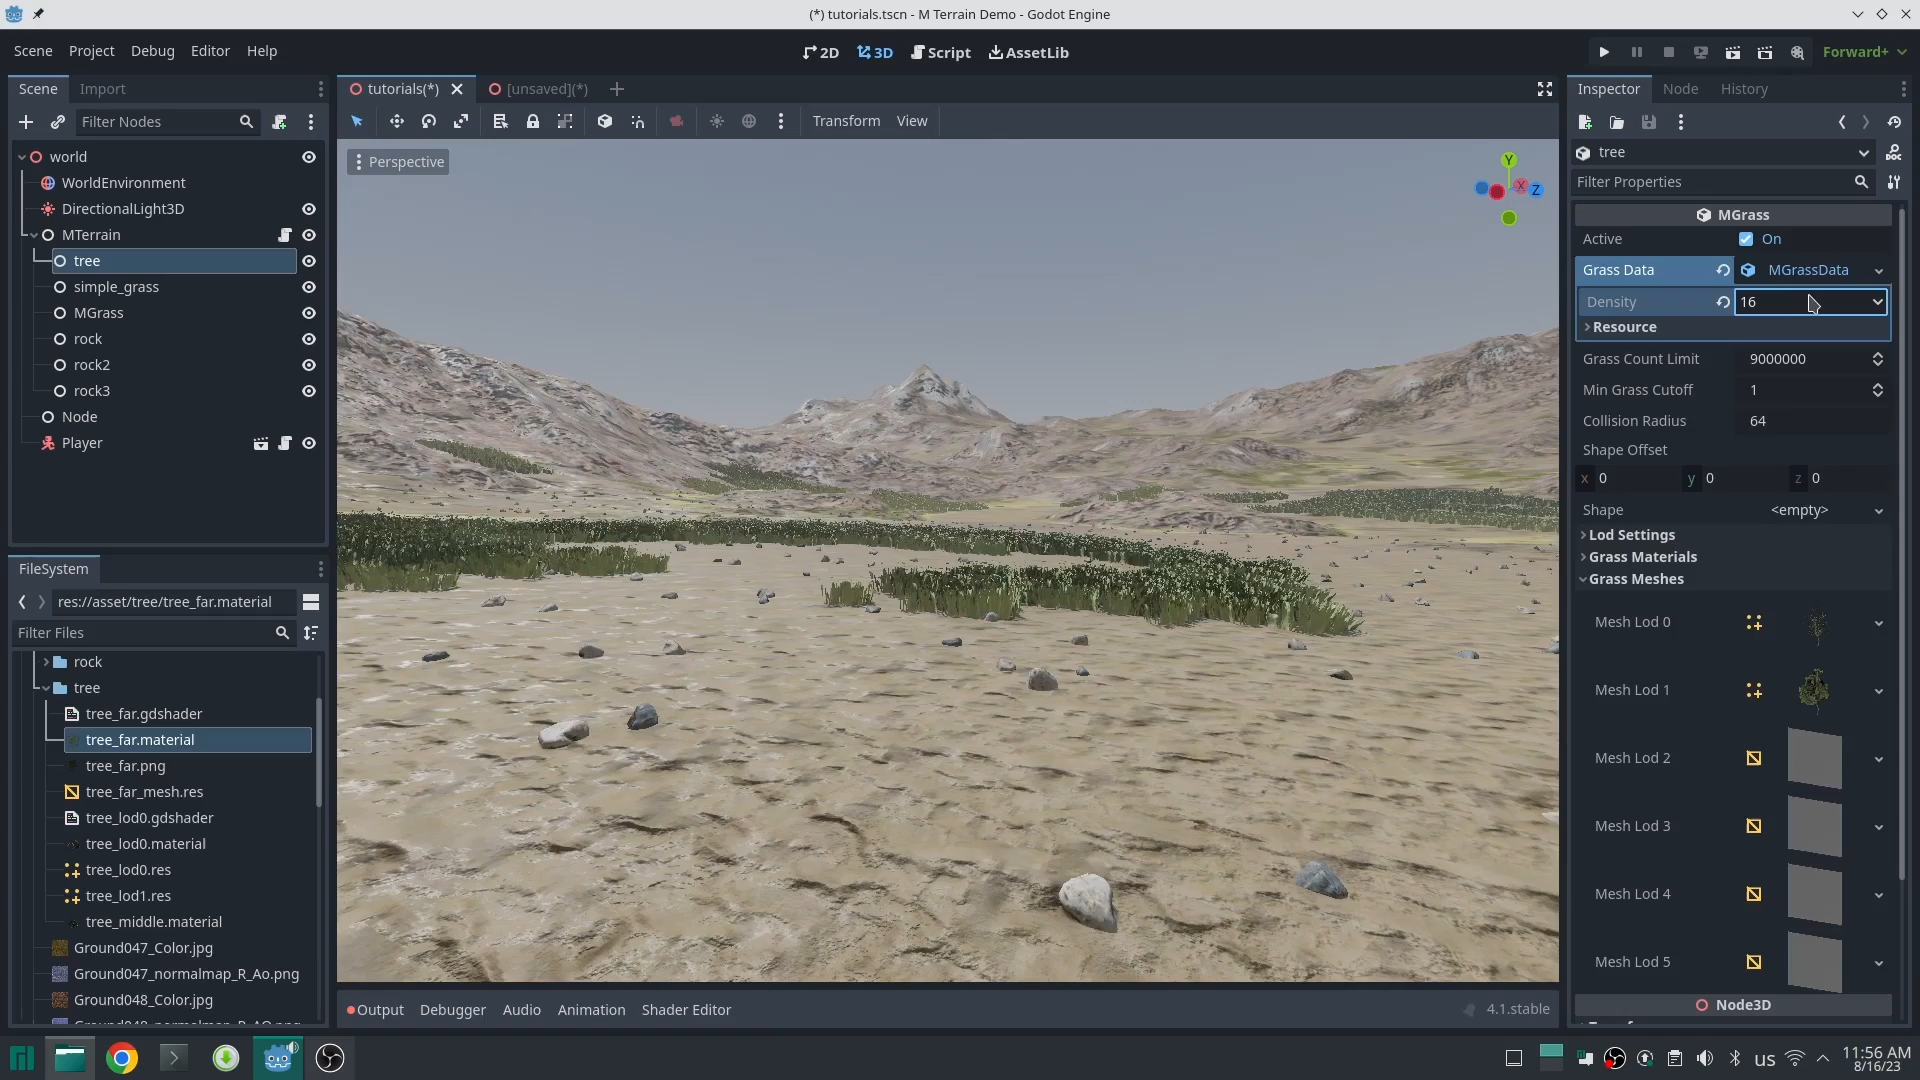 (*) tutorials.tscn - M Terrain Demo - Godot Engine
Scene Project Debug Editor Help
2D 3D Script AssetLib
Forward+
Scene Import
tutorials(*) [unsaved](*)
Inspector Node History
Filter Nodes
Transform View
world
WorldEnvironment
DirectionalLight3D
MTerrain
tree
simple_grass
MGrass
rock
rock2
rock3
Node
Player
FileSystem
res://asset/tree/tree_far.material
Filter Files
rock
tree
tree_far.gdshader
tree_far.material
tree_far.png
tree_far_mesh.res
tree_lod0.gdshader
tree_lod0.material
tree_lod0.res
tree_lod1.res
tree_middle.material
Ground047_Color.jpg
Ground047_normalmap_R_Ao.png
Ground048_Color.jpg
Ground048_normalmap_R_AO.png
Perspective
Y
X
Z
Output Debugger Audio Animation Shader Editor
4.1.stable
tree
DOC
Filter Properties
MGrass
Active On
Grass Data MGrassData
Density 16
Resource
Grass Count Limit 9000000
Min Grass Cutoff 1
Collision Radius 64
Shape Offset
x 0 y 0 z 0
Shape <empty>
Lod Settings
Grass Materials
Grass Meshes
Mesh Lod 0
Mesh Lod 1
Mesh Lod 2
Mesh Lod 3
Mesh Lod 4
Mesh Lod 5
Node3D
us
11:56 AM
8/16/23